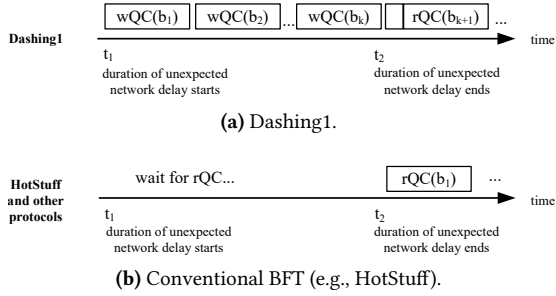 wQC(b₁) wQC(b₂) ... wQC(bₖ) rQC(bₖ₊₁) ...
Dashing1
time
t₁ t₂
duration of unexpected duration of unexpected
network delay starts network delay ends
(a) Dashing1.
wait for rQC... rQC(b₁) ...
HotStuff
and other
protocols
time
t₁ t₂
duration of unexpected duration of unexpected
network delay starts network delay ends
(b) Conventional BFT (e.g., HotStuff).